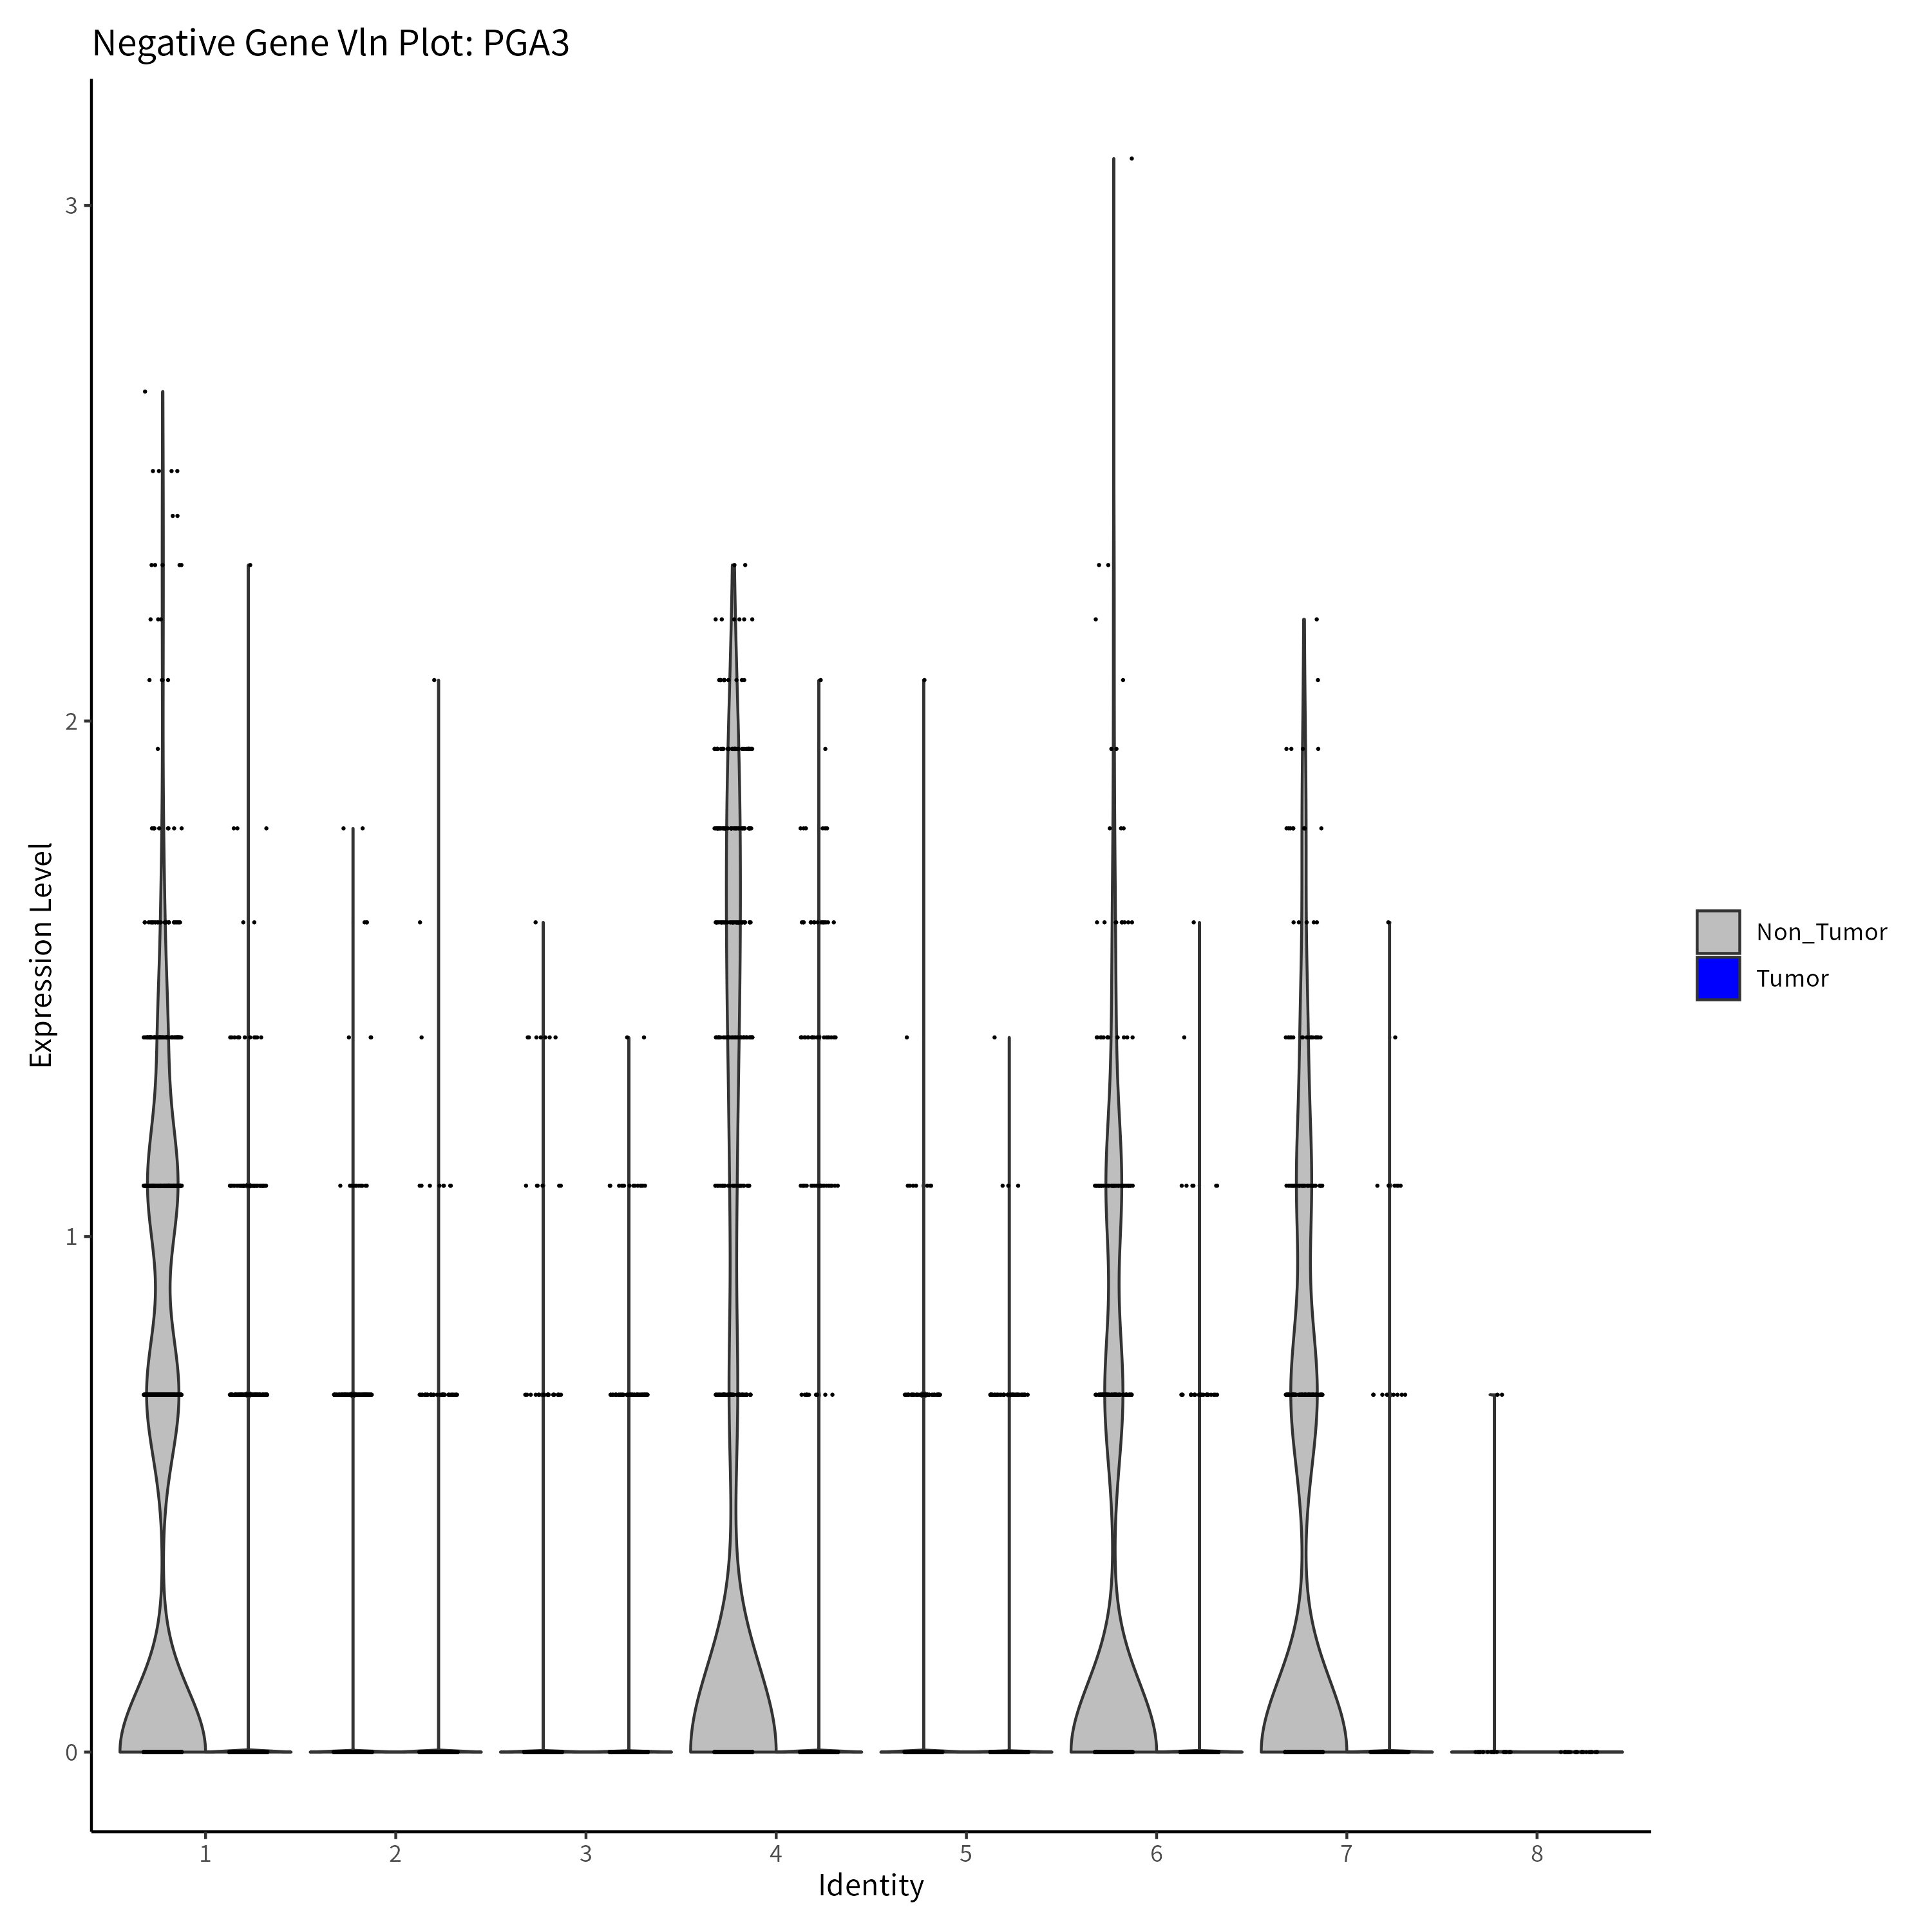 Negative Gene Vln Plot: PGA3
Expression Level
3
2
1
0
1 2 3 4 5 6 7 8
Identity
Non_Tumor
Tumor